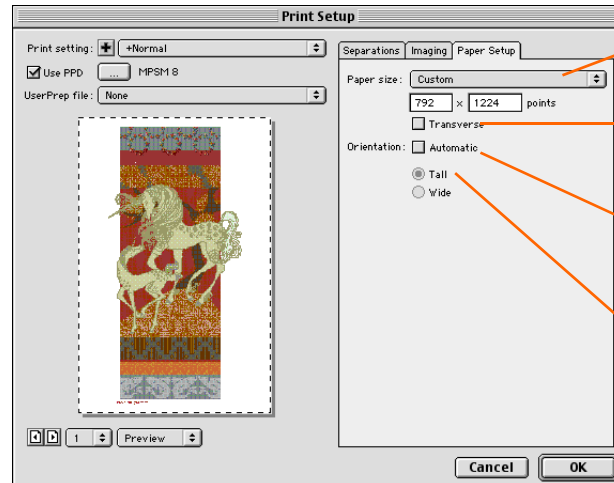 Print Setup
Print setting: +Normal
Use PPD ... MPSM 8
UserPrep file: None
1 Preview
Separations Imaging Paper Setup
Paper size: Custom
792 × 1224 points
Transverse
Orientation: Automatic
Tall
Wide
Cancel OK